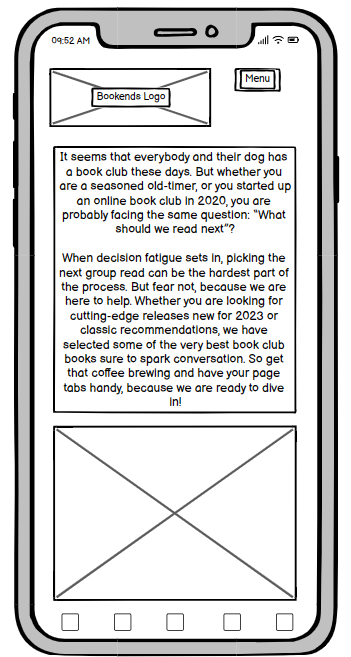 09:52 AM
Bookends Logo
Menu
It seems that everybody and their dog has
a book club these days. But whether you
are a seasoned old-timer, or you started up
an online book club in 2020, you are
probably facing the same question: "What
should we read next"?
When decision fatigue sets in, picking the
next group read can be the hardest part of
the process. But fear not, because we are
here to help. Whether you are looking for
cutting-edge releases new for 2023 or
classic recommendations, we have
selected some of the very best book club
books sure to spark conversation. So get
that coffee brewing and have your page
tabs handy, because we are ready to dive
in!